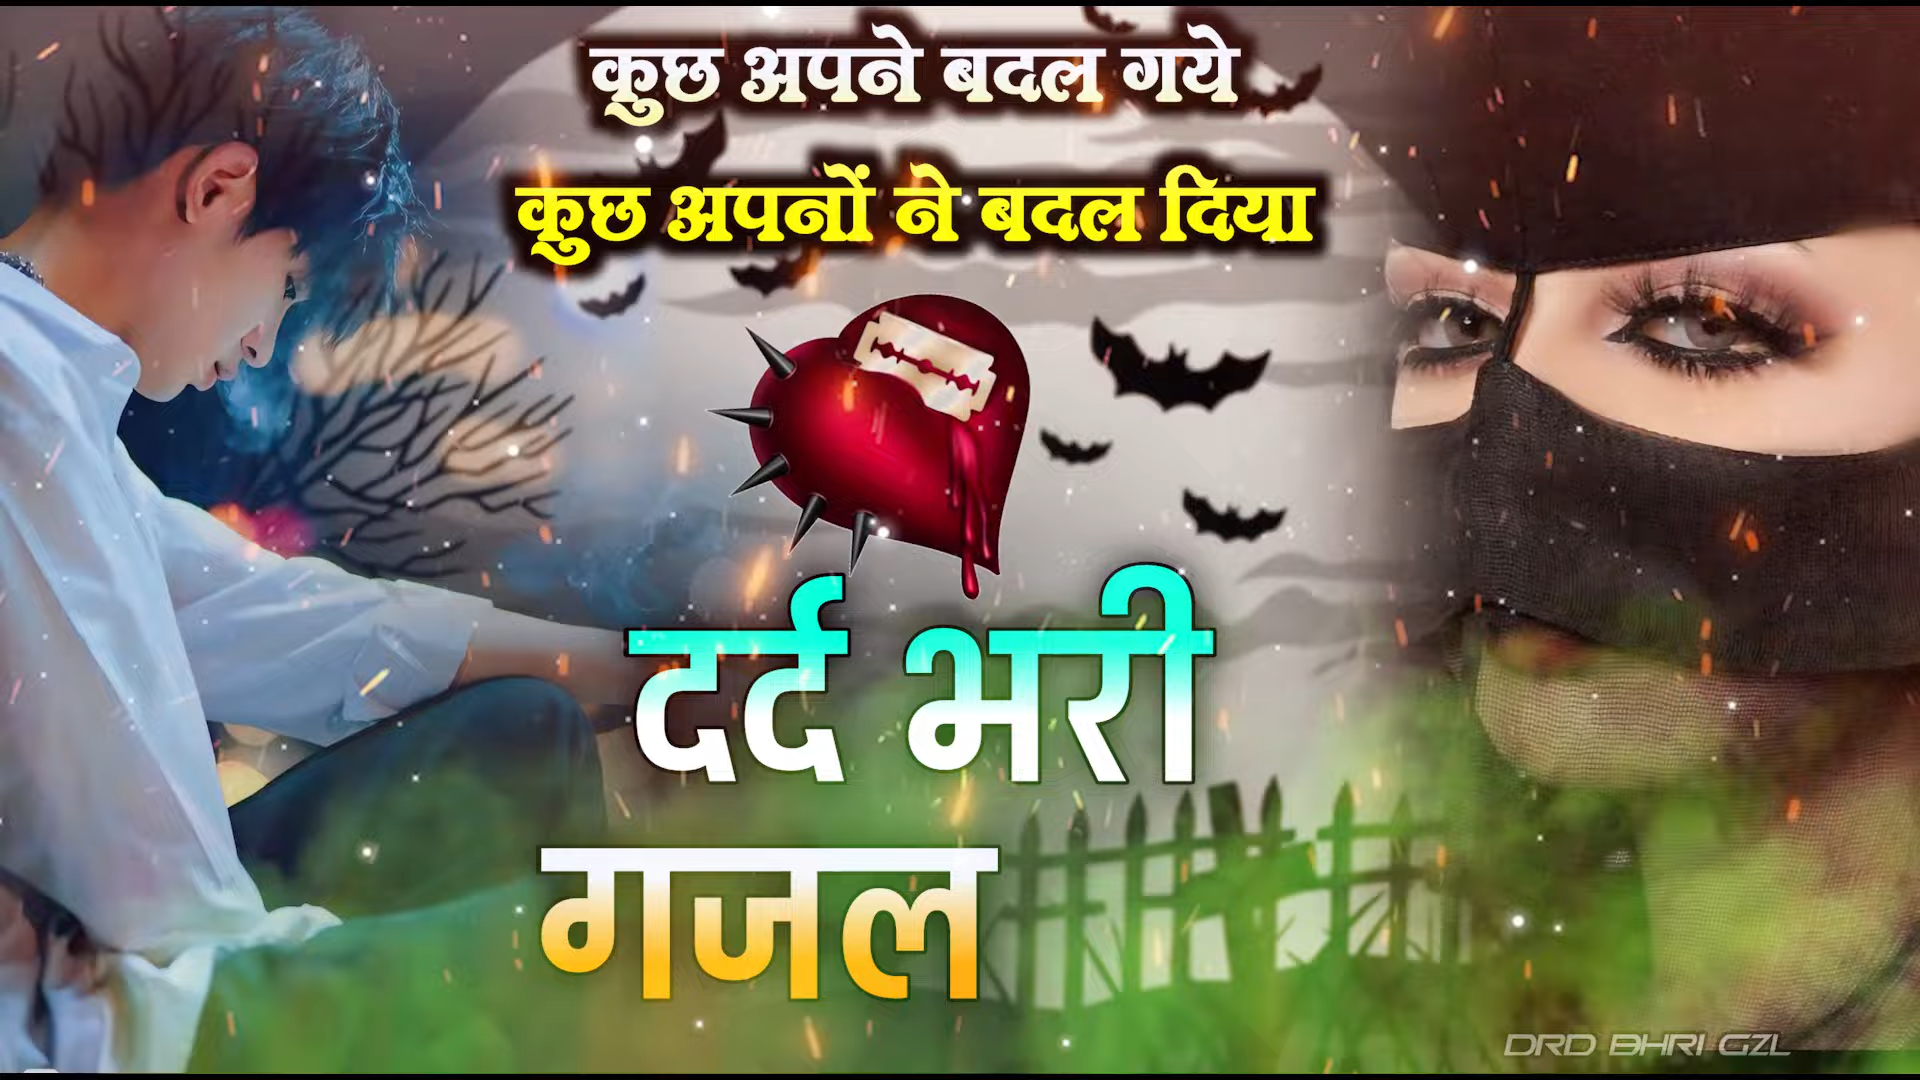 कुछ अपने बदल गये
कुछ अपनों ने बदल दिया
दर्द भरी
गजल
DRD BHRI GZL